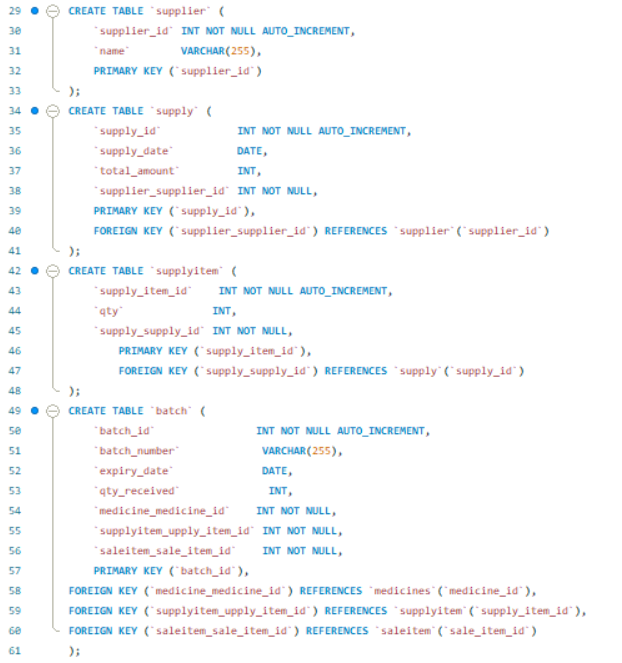 29 CREATE TABLE `supplier` (
30 `supplier_id` INT NOT NULL AUTO_INCREMENT,
31 `name` VARCHAR(255),
32 PRIMARY KEY (`supplier_id`)
33 );
34 CREATE TABLE `supply` (
35 `supply_id` INT NOT NULL AUTO_INCREMENT,
36 `supply_date` DATE,
37 `total_amount` INT,
38 `supplier_supplier_id` INT NOT NULL,
39 PRIMARY KEY (`supply_id`),
40 FOREIGN KEY (`supplier_supplier_id`) REFERENCES `supplier`(`supplier_id`)
41 );
42 CREATE TABLE `supplyitem` (
43 `supply_item_id` INT NOT NULL AUTO_INCREMENT,
44 `qty` INT,
45 `supply_supply_id` INT NOT NULL,
46 PRIMARY KEY (`supply_item_id`),
47 FOREIGN KEY (`supply_supply_id`) REFERENCES `supply`(`supply_id`)
48 );
49 CREATE TABLE `batch` (
50 `batch_id` INT NOT NULL AUTO_INCREMENT,
51 `batch_number` VARCHAR(255),
52 `expiry_date` DATE,
53 `qty_received` INT,
54 `medicine_medicine_id` INT NOT NULL,
55 `supplyitem_upply_item_id` INT NOT NULL,
56 `saleitem_sale_item_id` INT NOT NULL,
57 PRIMARY KEY (`batch_id`),
58 FOREIGN KEY (`medicine_medicine_id`) REFERENCES `medicines`(`medicine_id`),
59 FOREIGN KEY (`supplyitem_upply_item_id`) REFERENCES `supplyitem`(`supply_item_id`),
60 FOREIGN KEY (`saleitem_sale_item_id`) REFERENCES `saleitem`(`sale_item_id`)
61 );